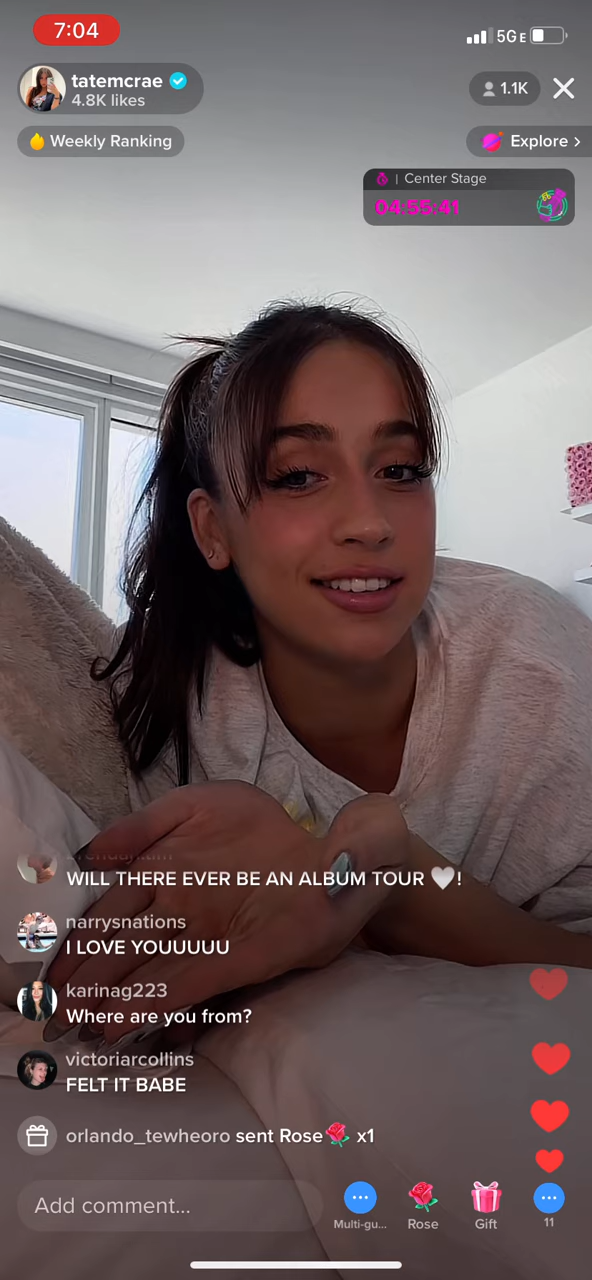 7:04
5GE
tatemcrae
4.8K likes
1.1K
Weekly Ranking
Explore >
| Center Stage
04:55:41
WILL THERE EVER BE AN ALBUM TOUR 🤍!
narrysnations
I LOVE YOUUUUU
karinag223
Where are you from?
victoriarcollins
FELT IT BABE
orlando_tewheoro sent Rose🌹 x1
Add comment...
Multi-gu...
Rose
Gift
11